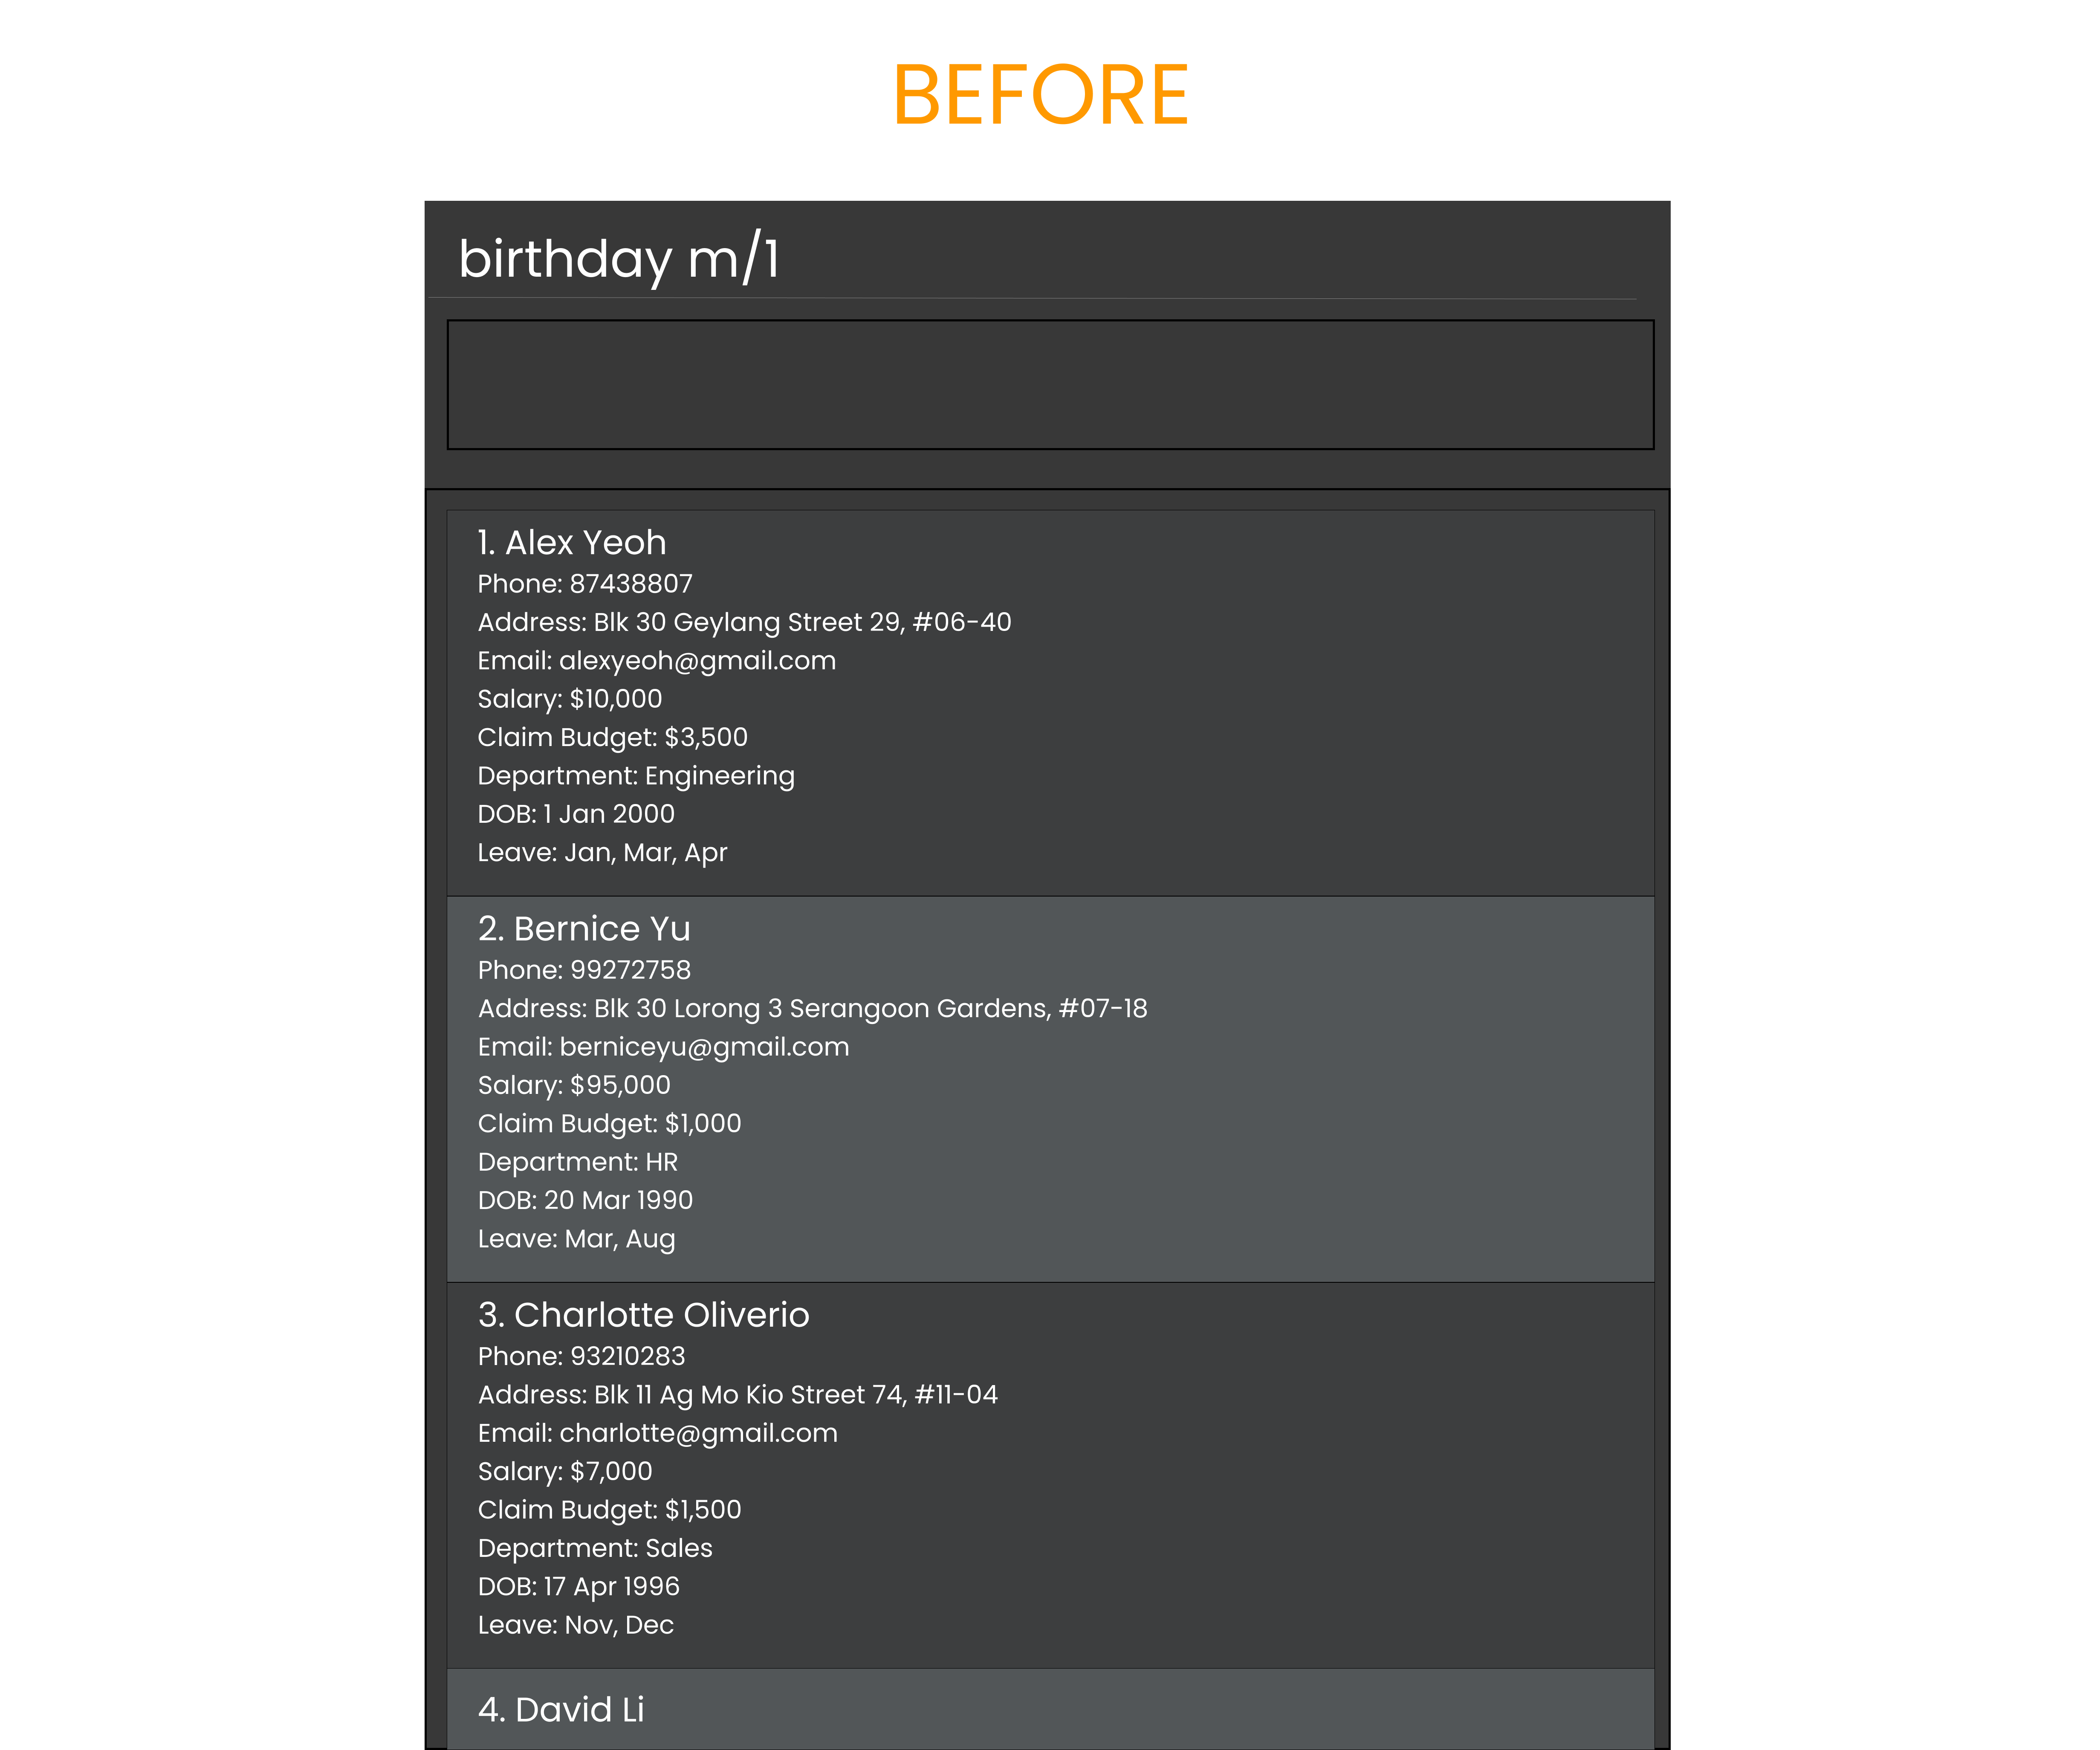 BEFORE
birthday m/1
1. Alex Yeoh
Phone: 87438807
Address: Blk 30 Geylang Street 29, #06-40
Email: alexyeoh@gmail.com
Salary: $10,000
Claim Budget: $3,500
Department: Engineering
DOB: 1 Jan 2000
Leave: Jan, Mar, Apr
2. Bernice Yu
Phone: 99272758
Address: Blk 30 Lorong 3 Serangoon Gardens, #07-18
Email: berniceyu@gmail.com
Salary: $95,000
Claim Budget: $1,000
Department: HR
DOB: 20 Mar 1990
Leave: Mar, Aug
3. Charlotte Oliverio
Phone: 93210283
Address: Blk 11 Ag Mo Kio Street 74, #11-04
Email: charlotte@gmail.com
Salary: $7,000
Claim Budget: $1,500
Department: Sales
DOB: 17 Apr 1996
Leave: Nov, Dec
4. David Li